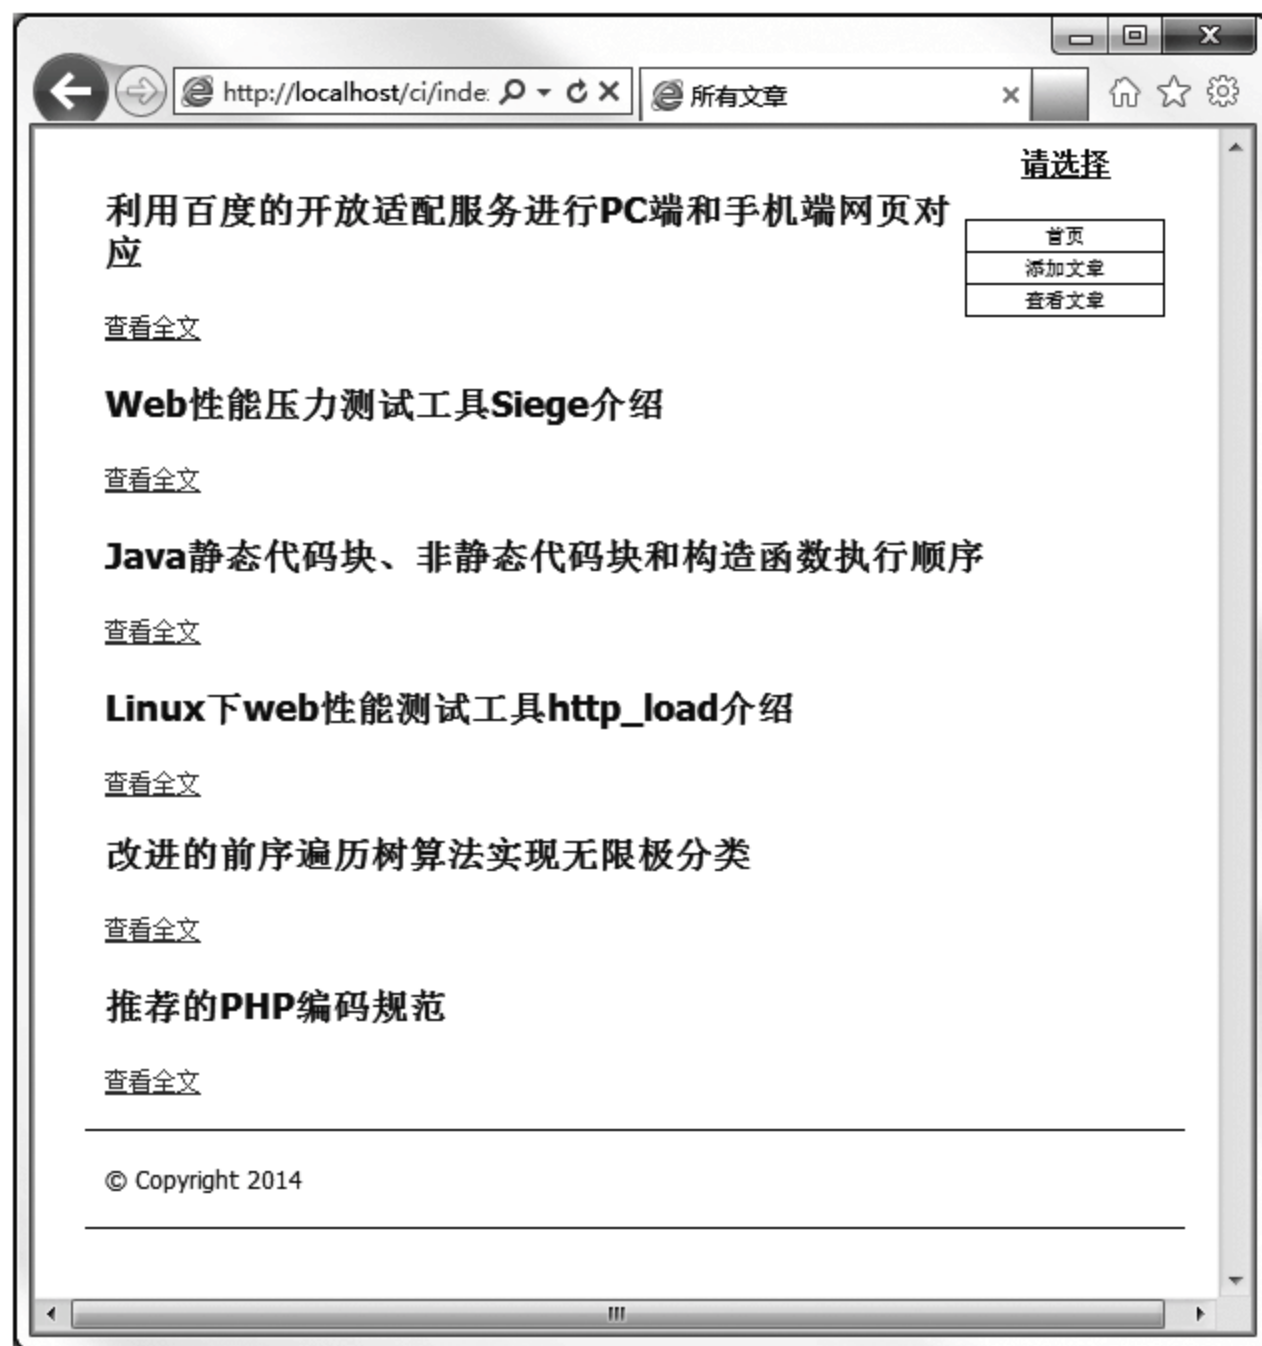 http://localhost/ci/inde:
所有文章
请选择
首页
添加文章
查看文章
利用百度的开放适配服务进行PC端和手机端网页对
应
查看全文
Web性能压力测试工具Siege介绍
查看全文
Java静态代码块、非静态代码块和构造函数执行顺序
查看全文
Linux下web性能测试工具http_load介绍
查看全文
改进的前序遍历树算法实现无限极分类
查看全文
推荐的PHP编码规范
查看全文
© Copyright 2014